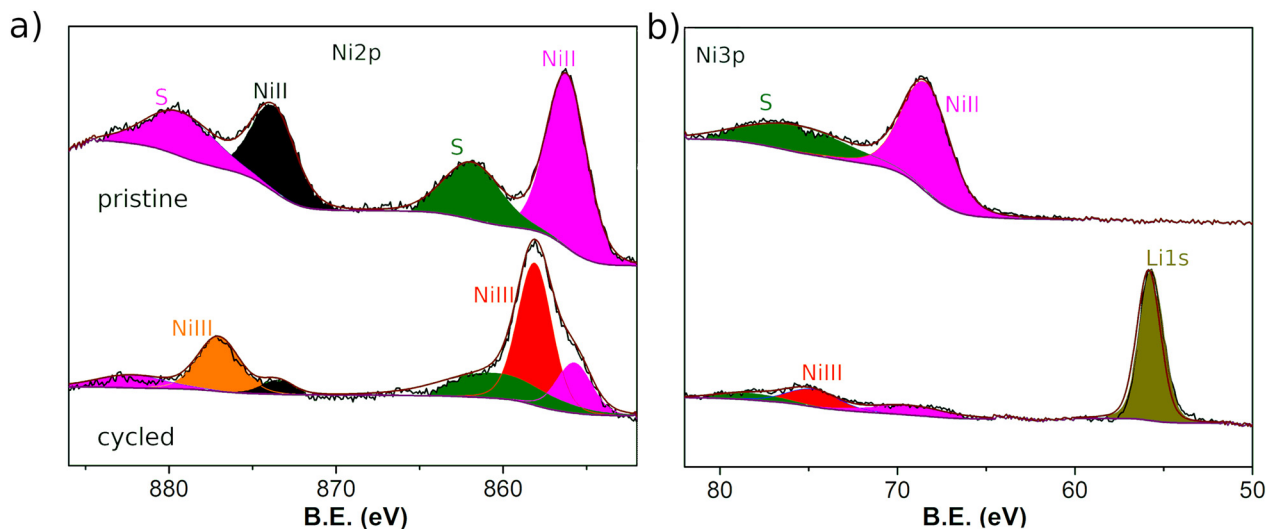 a)
Ni2p
NiII
S
NiII
S
pristine
NiIII
NiIII
cycled
880
870
860
B.E. (eV)
b)
Ni3p
S
NiII
Li1s
NiIII
80
70
60
50
B.E. (eV)